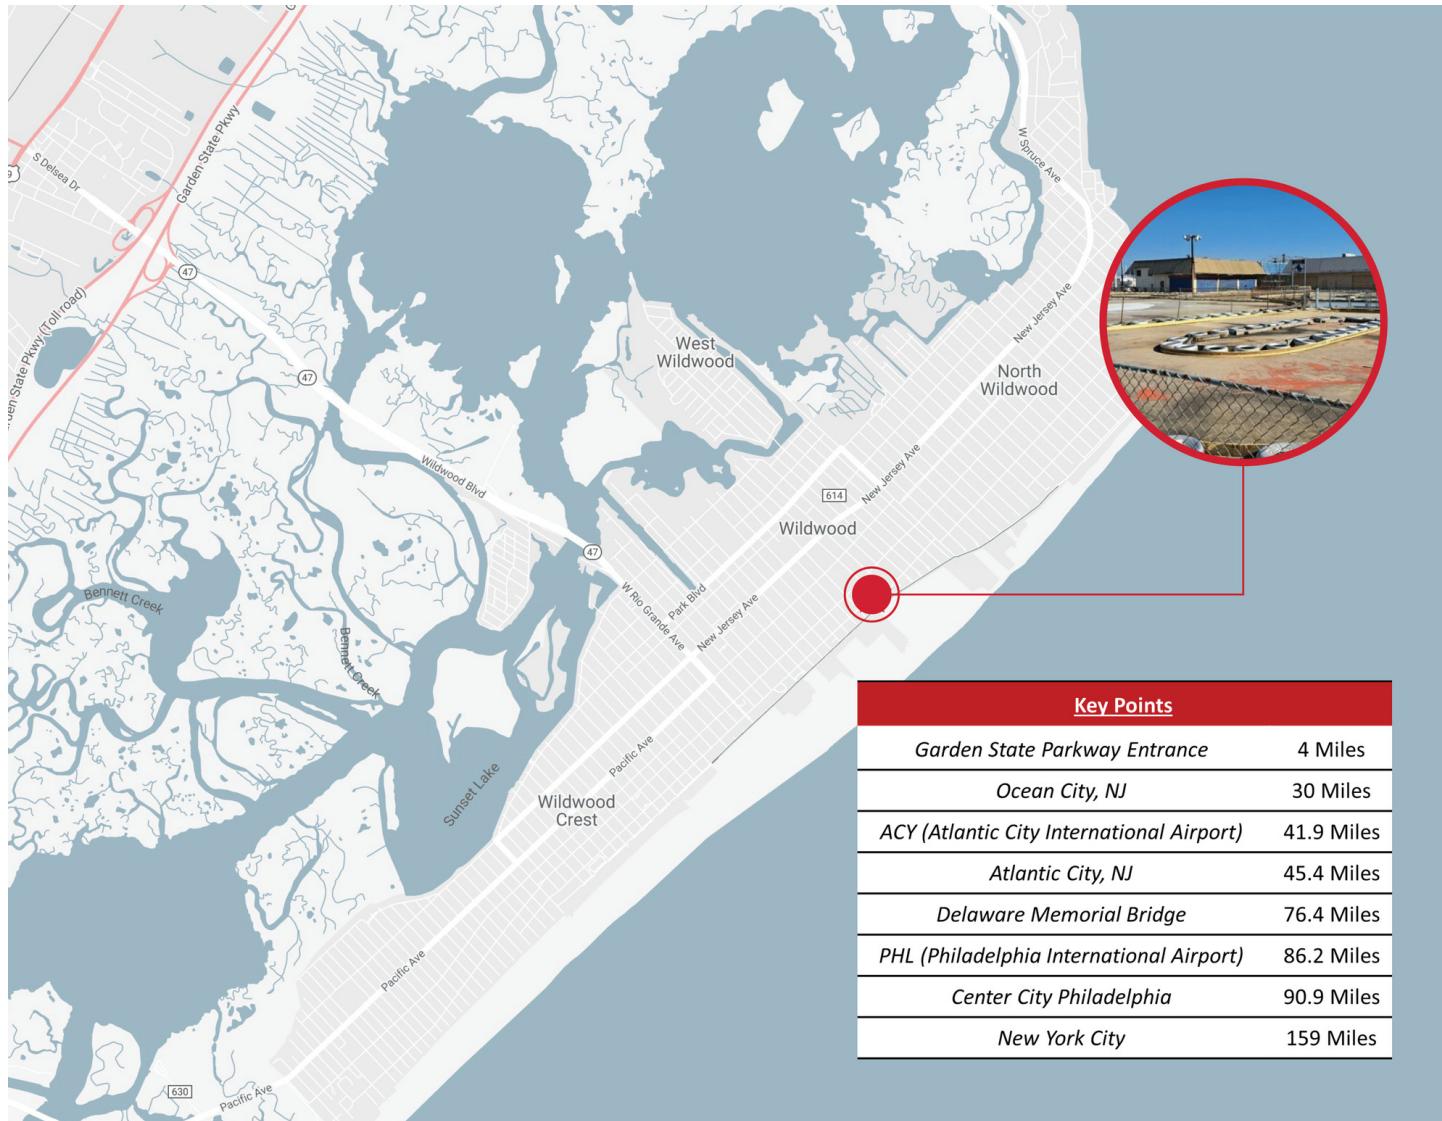 Garden State Pkwy
S Delsea Dr
9
47
Garden State Pkwy (Toll road)
47
Wildwood Blvd
47
W Spruce Ave
New Jersey Ave
North
Wildwood
West
Wildwood
614
New Jersey Ave
Wildwood
Park Blvd
W Rio Grande Ave
New Jersey Ave
Bennett Creek
Bennett Creek
Sunset Lake
Pacific Ave
Wildwood
Crest
Pacific Ave
630
Pacific Ave
Key Points
Garden State Parkway Entrance 4 Miles
Ocean City, NJ 30 Miles
ACY (Atlantic City International Airport) 41.9 Miles
Atlantic City, NJ 45.4 Miles
Delaware Memorial Bridge 76.4 Miles
PHL (Philadelphia International Airport) 86.2 Miles
Center City Philadelphia 90.9 Miles
New York City 159 Miles